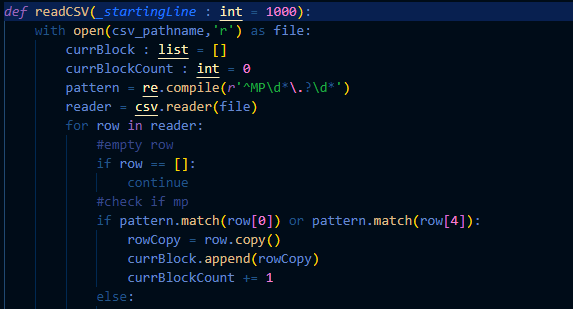 def readCSV(_startingLine : int = 1000):
    with open(csv_pathname,'r') as file:
        currBlock : list = []
        currBlockCount : int = 0
        pattern = re.compile(r'^MP\d*\.?\d*')
        reader = csv.reader(file)
        for row in reader:
            #empty row
            if row == []:
                continue
            #check if mp
            if pattern.match(row[0]) or pattern.match(row[4]):
                rowCopy = row.copy()
                currBlock.append(rowCopy)
                currBlockCount += 1
            else: